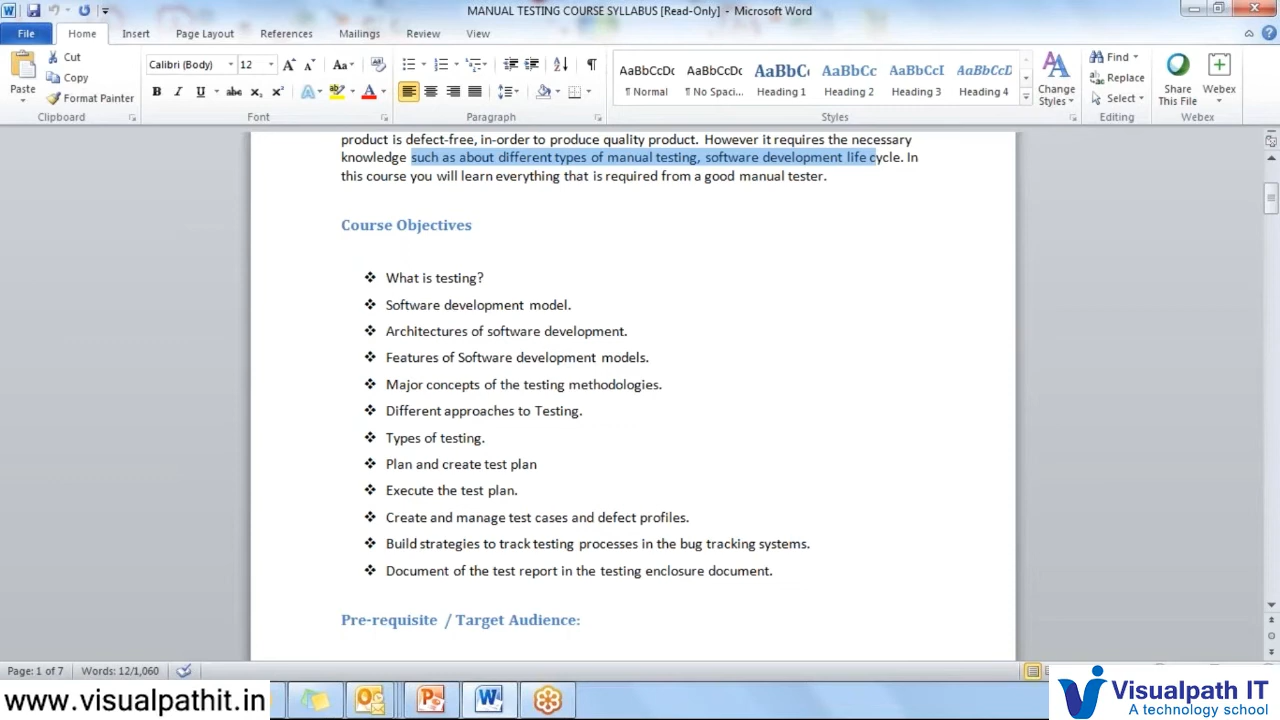 MANUAL TESTING COURSE SYLLABUS [Read-Only] - Microsoft Word
File Home Insert Page Layout References Mailings Review View
Paste
Cut
Copy
Format Painter
Clipboard
Calibri (Body) 12
Font
Paragraph
AaBbCcDc AaBbCcDc AaBbC AaBbCc AaBbCcI AaBbCcD
¶ Normal ¶ No Spaci... Heading 1 Heading 2 Heading 3 Heading 4
Styles
Change Styles
Find
Replace
Select
Editing
Share This File
Webex
Webex
product is defect-free, in-order to produce quality product. However it requires the necessary
knowledge such as about different types of manual testing, software development life cycle. In
this course you will learn everything that is required from a good manual tester.
Course Objectives
❖ What is testing?
❖ Software development model.
❖ Architectures of software development.
❖ Features of Software development models.
❖ Major concepts of the testing methodologies.
❖ Different approaches to Testing.
❖ Types of testing.
❖ Plan and create test plan
❖ Execute the test plan.
❖ Create and manage test cases and defect profiles.
❖ Build strategies to track testing processes in the bug tracking systems.
❖ Document of the test report in the testing enclosure document.
Pre-requisite / Target Audience:
Page: 1 of 7 Words: 12/1,060
www.visualpathit.in
Visualpath IT
A technology school